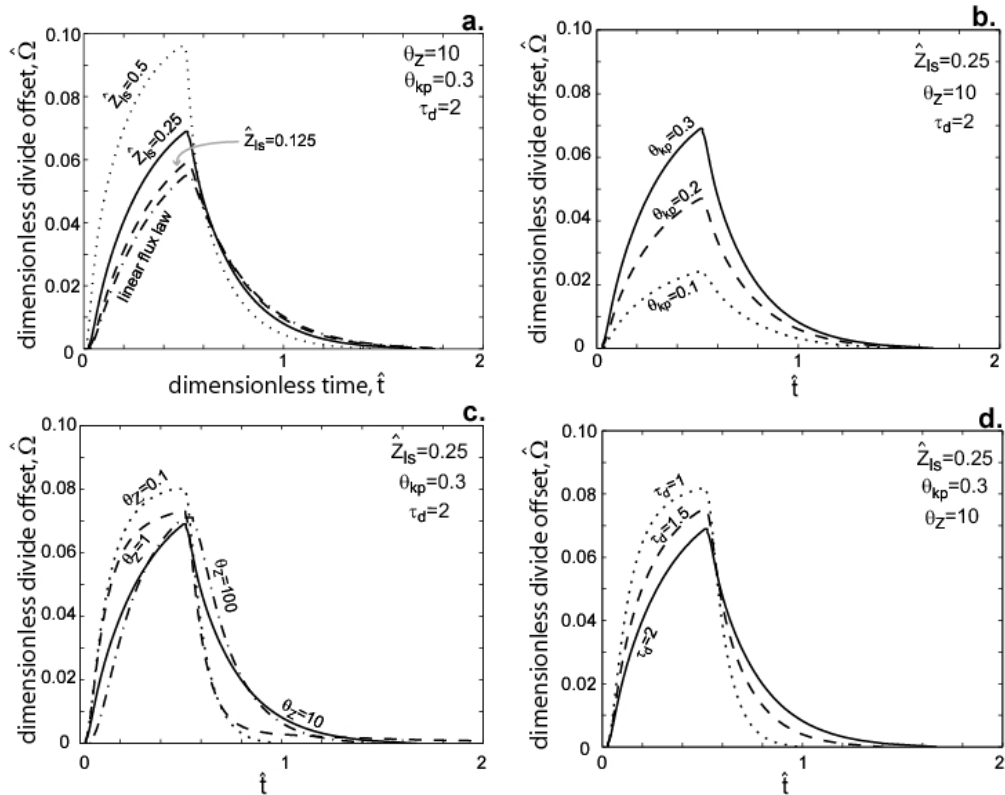 a.
dimensionless divide offset, Ω̂
0.10
0.08
0.06
0.04
0.02
0
θZ=10
θkp=0.3
τd=2
Ẑls=0.5
Ẑls=0.25
Ẑls=0.125
linear flux law
0
1
2
dimensionless time, t̂
b.
dimensionless divide offset, Ω̂
0.10
0.08
0.06
0.04
0.02
0
Ẑls=0.25
θZ=10
τd=2
θkp=0.3
θkp=0.2
θkp=0.1
0
1
2
t̂
c.
dimensionless divide offset, Ω̂
0.10
0.08
0.06
0.04
0.02
0
Ẑls=0.25
θkp=0.3
τd=2
θZ=0.1
θZ=1
θZ=100
θZ=10
0
1
2
t̂
d.
dimensionless divide offset, Ω̂
0.10
0.08
0.06
0.04
0.02
0
Ẑls=0.25
θkp=0.3
θZ=10
τd=1
τd=1.5
τd=2
0
1
2
t̂